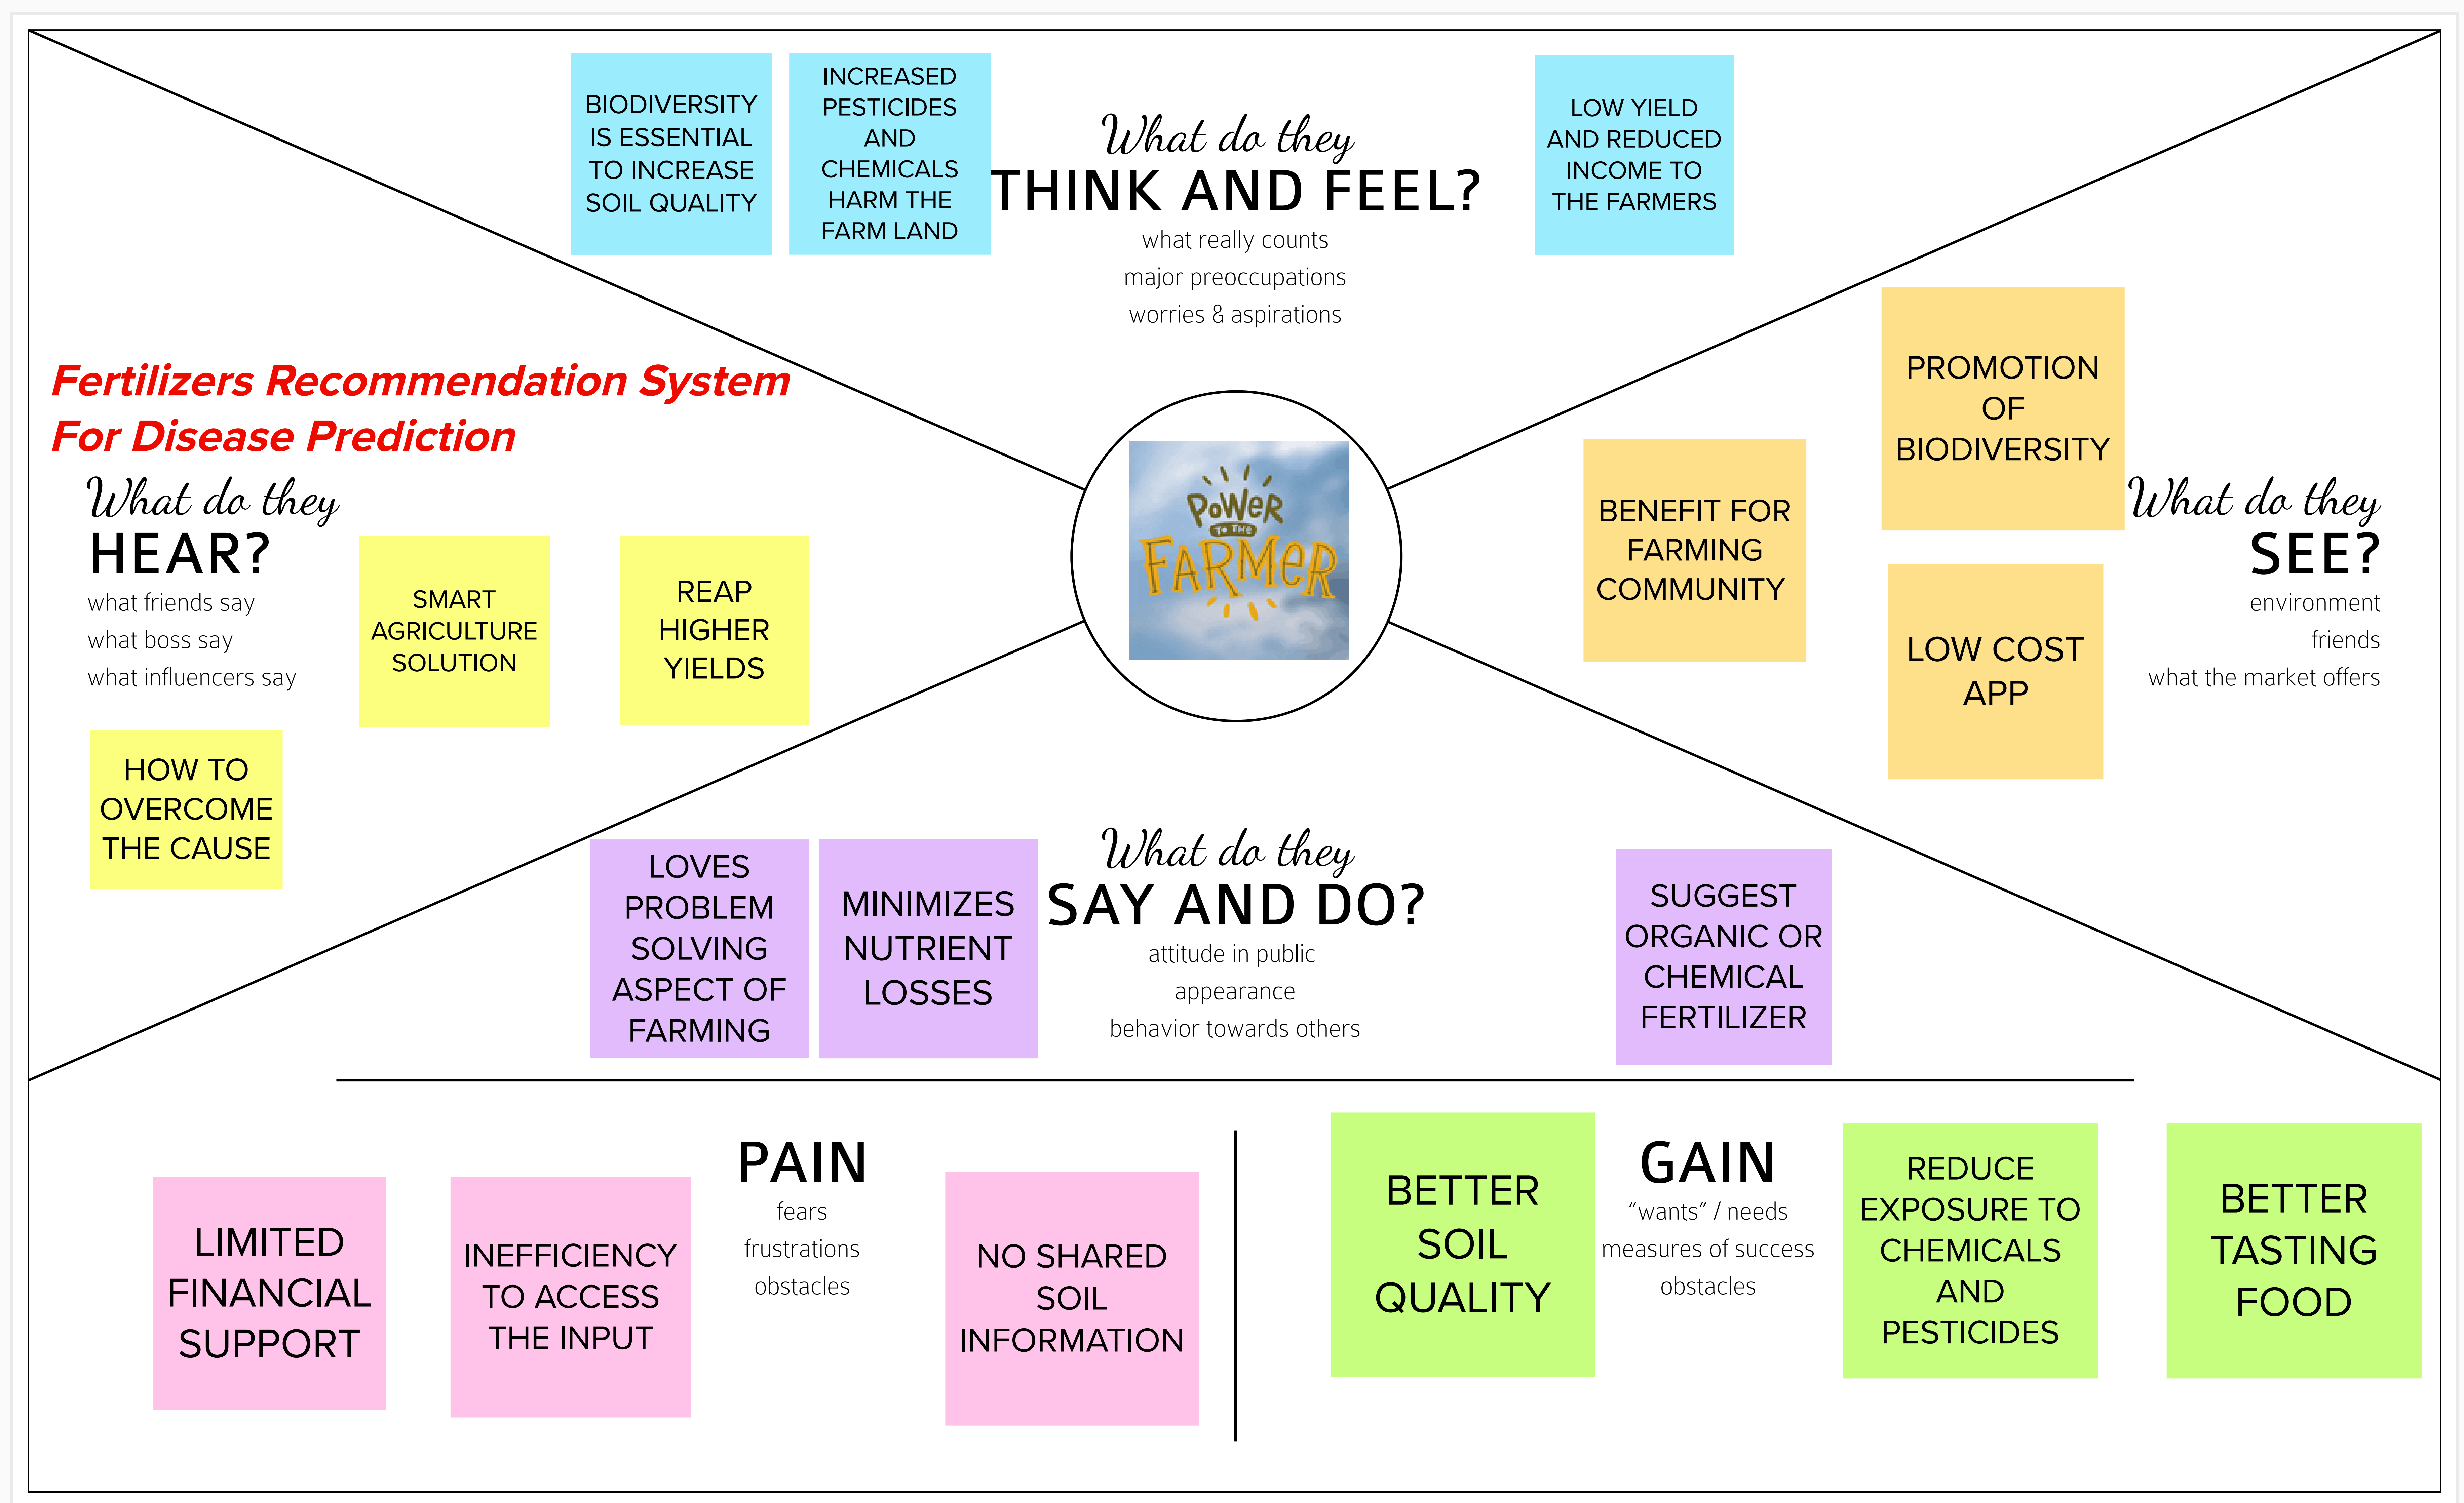 BIODIVERSITY
IS ESSENTIAL
TO INCREASE
SOIL QUALITY
INCREASED
PESTICIDES
AND
CHEMICALS
HARM THE
FARM LAND
What do they
THINK AND FEEL?
what really counts
major preoccupations
worries & aspirations
LOW YIELD
AND REDUCED
INCOME TO
THE FARMERS
Fertilizers Recommendation System
For Disease Prediction
What do they
HEAR?
what friends say
what boss say
what influencers say
SMART
AGRICULTURE
SOLUTION
REAP
HIGHER
YIELDS
HOW TO
OVERCOME
THE CAUSE
POWER
TO THE
FARMER
BENEFIT FOR
FARMING
COMMUNITY
PROMOTION
OF
BIODIVERSITY
LOW COST
APP
What do they
SEE?
environment
friends
what the market offers
LOVES
PROBLEM
SOLVING
ASPECT OF
FARMING
MINIMIZES
NUTRIENT
LOSSES
What do they
SAY AND DO?
attitude in public
appearance
behavior towards others
SUGGEST
ORGANIC OR
CHEMICAL
FERTILIZER
LIMITED
FINANCIAL
SUPPORT
INEFFICIENCY
TO ACCESS
THE INPUT
PAIN
fears
frustrations
obstacles
NO SHARED
SOIL
INFORMATION
BETTER
SOIL
QUALITY
GAIN
“wants” / needs
measures of success
obstacles
REDUCE
EXPOSURE TO
CHEMICALS
AND
PESTICIDES
BETTER
TASTING
FOOD